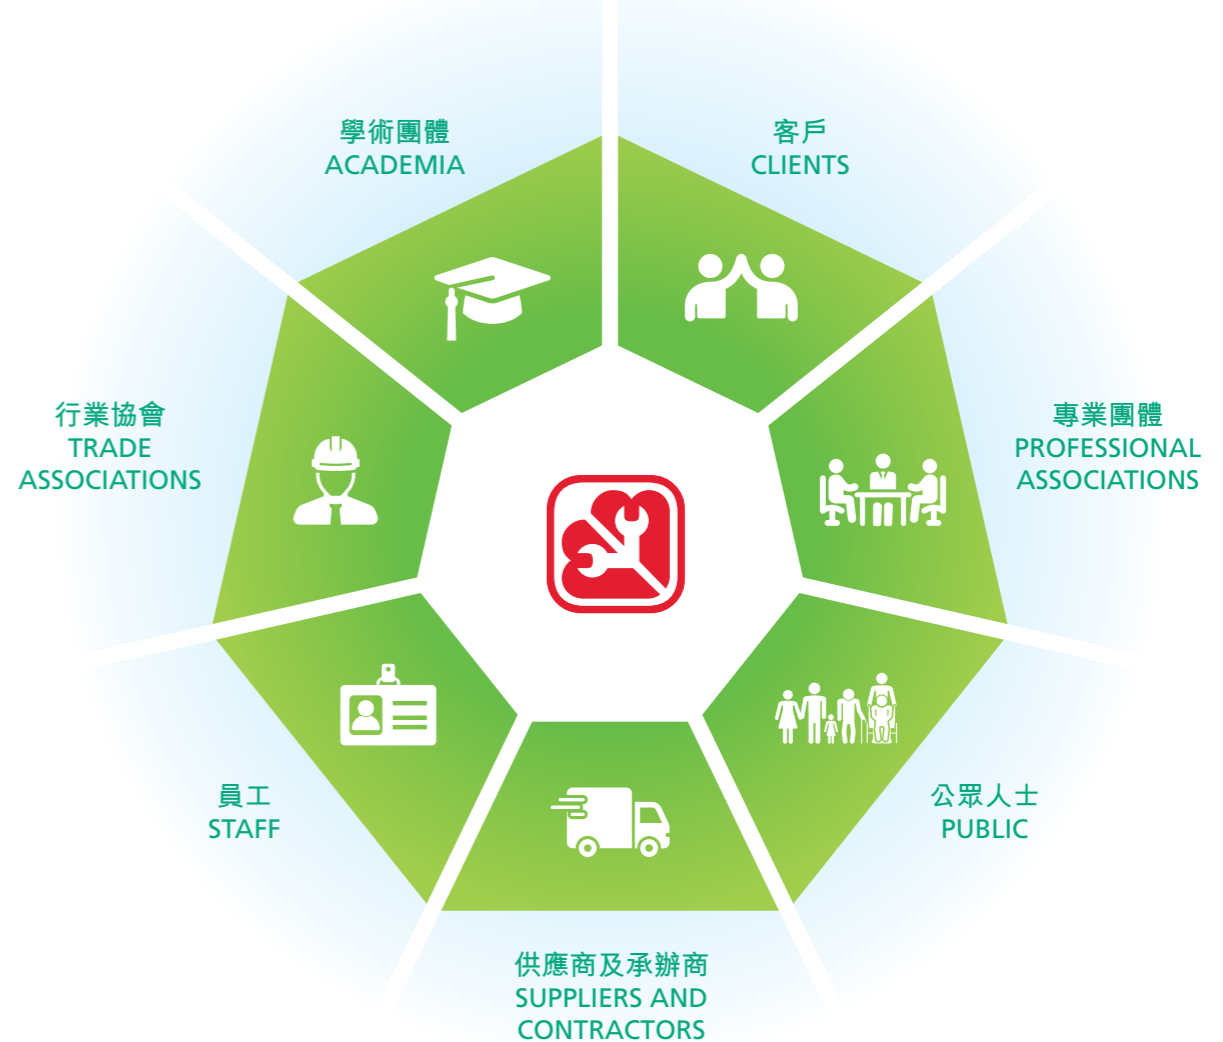 學術團體
ACADEMIA
客戶
CLIENTS
行業協會
TRADE
ASSOCIATIONS
專業團體
PROFESSIONAL
ASSOCIATIONS
員工
STAFF
公眾人士
PUBLIC
供應商及承辦商
SUPPLIERS AND
CONTRACTORS